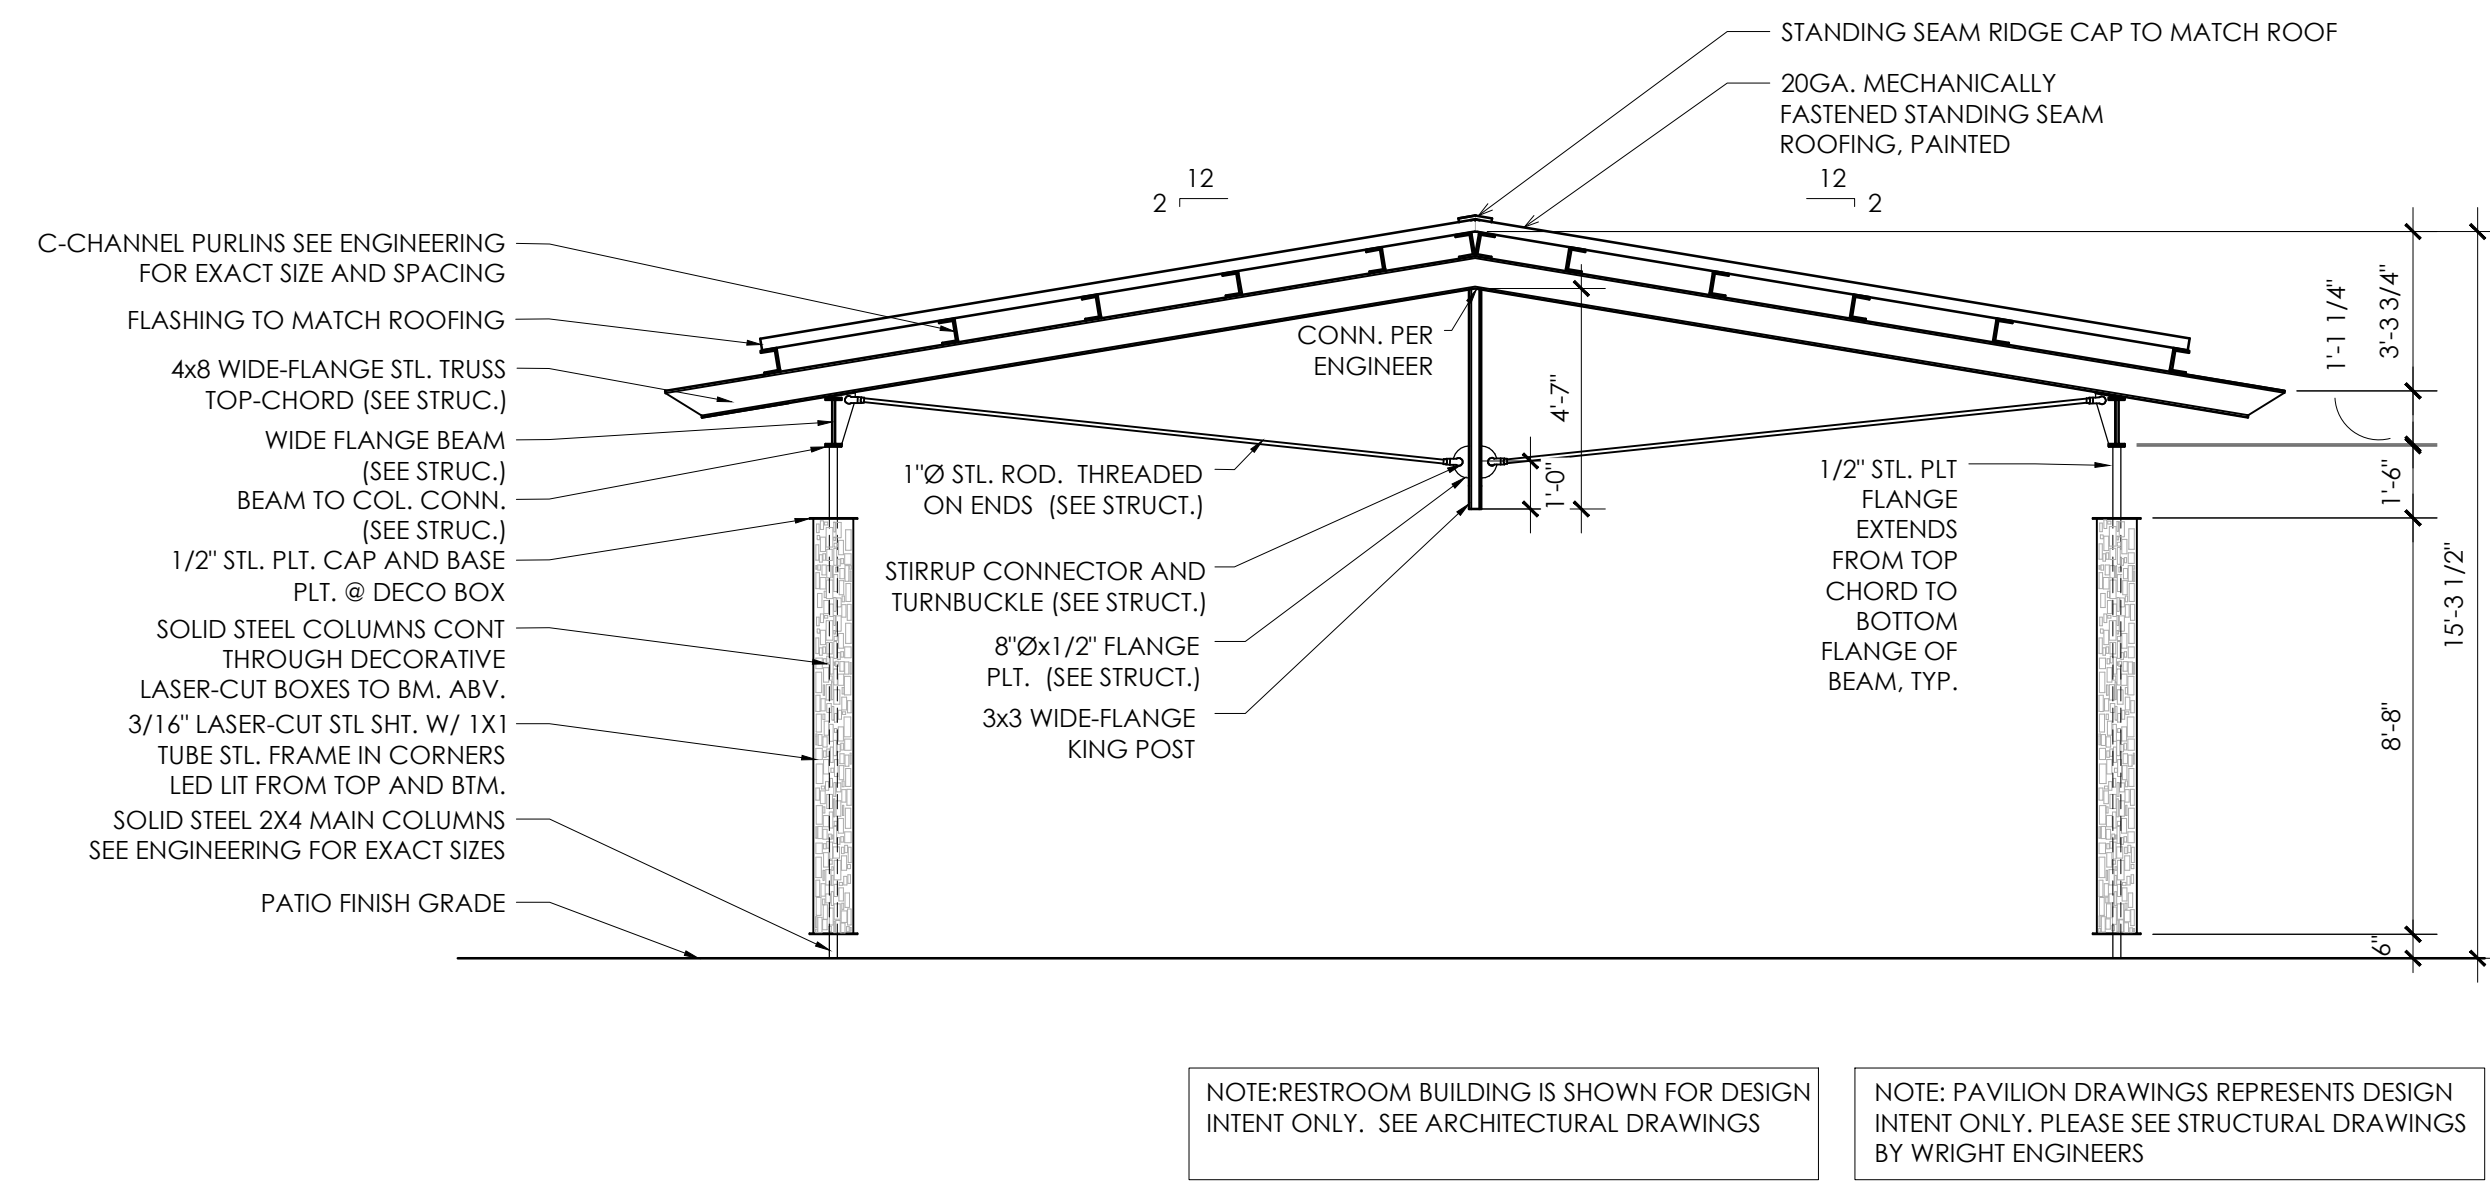 STANDING SEAM RIDGE CAP TO MATCH ROOF
20GA. MECHANICALLY
FASTENED STANDING SEAM
ROOFING, PAINTED
12
2
12
2
C-CHANNEL PURLINS SEE ENGINEERING
FOR EXACT SIZE AND SPACING
FLASHING TO MATCH ROOFING
4x8 WIDE-FLANGE STL. TRUSS
TOP-CHORD (SEE STRUC.)
WIDE FLANGE BEAM
(SEE STRUC.)
BEAM TO COL. CONN.
(SEE STRUC.)
1/2" STL. PLT. CAP AND BASE
PLT. @ DECO BOX
SOLID STEEL COLUMNS CONT
THROUGH DECORATIVE
LASER-CUT BOXES TO BM. ABV.
3/16" LASER-CUT STL SHT. W/ 1X1
TUBE STL. FRAME IN CORNERS
LED LIT FROM TOP AND BTM.
SOLID STEEL 2X4 MAIN COLUMNS
SEE ENGINEERING FOR EXACT SIZES
PATIO FINISH GRADE
CONN. PER
ENGINEER
4'-7"
1'-0"
1"Ø STL. ROD.  THREADED
ON ENDS  (SEE STRUCT.)
STIRRUP CONNECTOR AND
TURNBUCKLE (SEE STRUCT.)
8"Øx1/2" FLANGE
PLT.  (SEE STRUCT.)
3x3 WIDE-FLANGE
KING POST
1/2" STL. PLT
FLANGE
EXTENDS
FROM TOP
CHORD TO
BOTTOM
FLANGE OF
BEAM, TYP.
1'-1 1/4"
3'-3 3/4"
1'-6"
15'-3 1/2"
8'-8"
6"
NOTE:RESTROOM BUILDING IS SHOWN FOR DESIGN
INTENT ONLY.  SEE ARCHITECTURAL DRAWINGS
NOTE: PAVILION DRAWINGS REPRESENTS DESIGN
INTENT ONLY. PLEASE SEE STRUCTURAL DRAWINGS
BY WRIGHT ENGINEERS